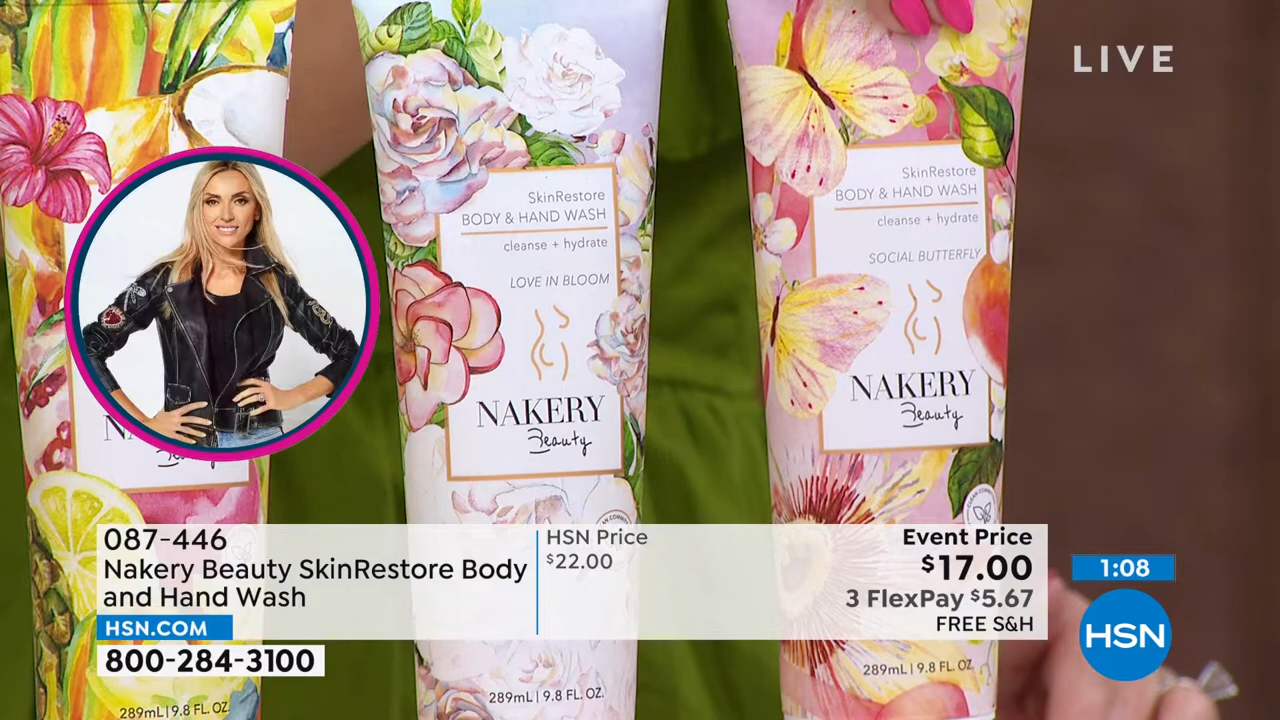 LIVE
SkinRestore
BODY & HAND WASH
cleanse + hydrate
LOVE IN BLOOM
NAKERY
Beauty
289mL | 9.8 FL. OZ.
SkinRestore
BODY & HAND WASH
cleanse + hydrate
SOCIAL BUTTERFLY
NAKERY
Beauty
289mL | 9.8 FL. OZ.
289mL | 9.8 FL. OZ.
087-446
Nakery Beauty SkinRestore Body
and Hand Wash
HSN.COM
800-284-3100
HSN Price
$22.00
Event Price
$17.00
3 FlexPay $5.67
FREE S&H
1:08
HSN